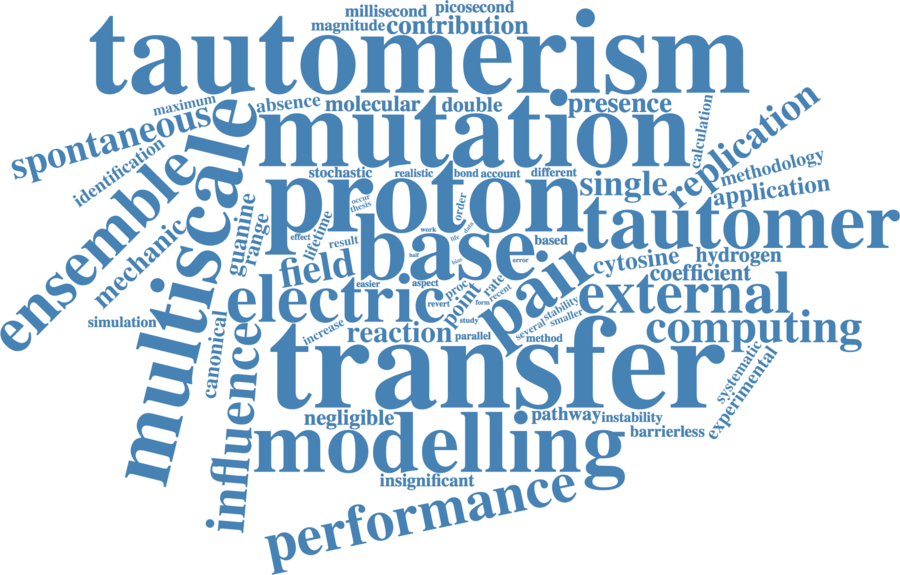 millisecond
picosecond
magnitude
contribution
tautomerism
maximum
absence
molecular
double
presence
calculation
spontaneous
mutation
replication
identification
multiscale
ensemble
stochastic
realistic
bond
account
different
single
methodology
application
proton
occur
thesis
order
guanine
range
lifetime
effect
result
work
life
data
tautomer
mechanic
base
half
bias
error
based
cytosine
hydrogen
coefficient
field
easier
aspect
proc
rate
recent
pair
electric
revert
point
form
study
several
stability
smaller
external
computing
simulation
canonical
influence
increase
reaction
parallel
method
transfer
systematic
experimental
negligible
pathway
instability
barrierless
modelling
insignificant
performance